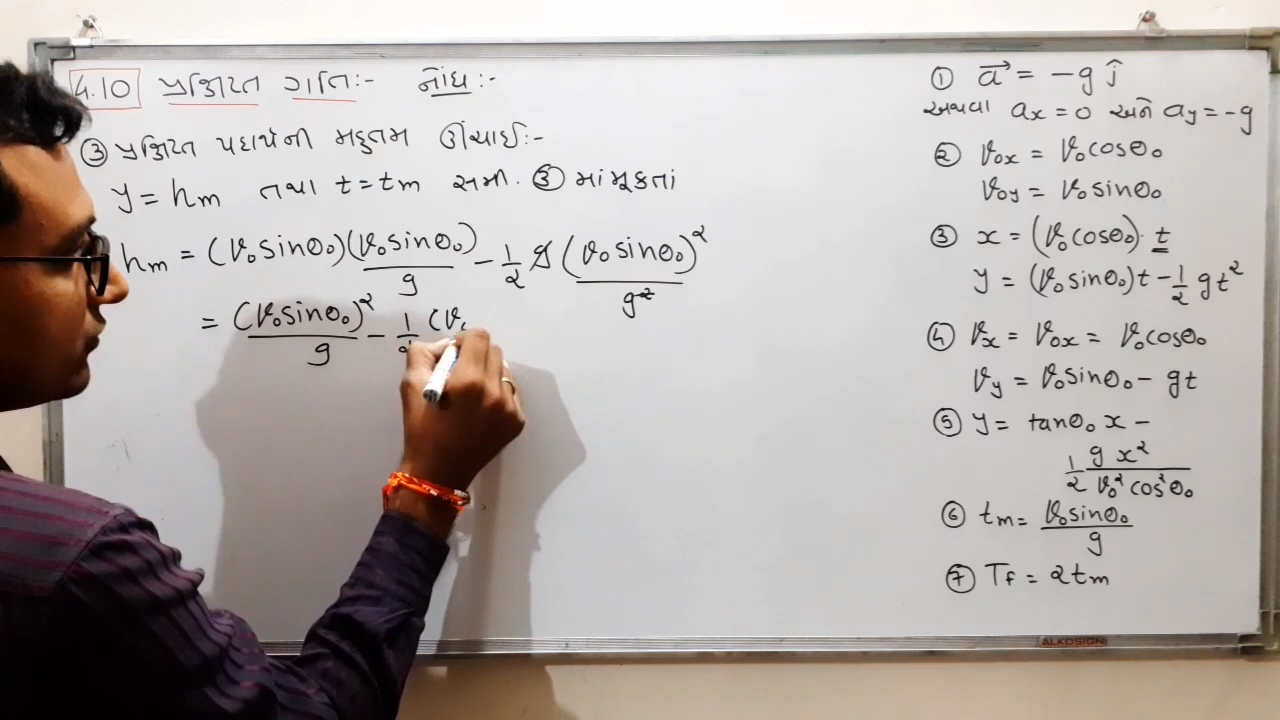 4.10 પ્રક્ષિપ્ત ગતિ:- નોંધ:-
③ પ્રક્ષિપ્ત પદાર્થની મહત્તમ ઊંચાઈ:-
y = hm તથા t = tm સમી. ③ માં મૂકતાં
hm = (v₀sinθ₀)(v₀sinθ₀)/g - 1/2 g (v₀sinθ₀)²/g²
= (v₀sinθ₀)²/g - 1/2 (v₀
① a⃗ = -g ĵ
અથવા ax = 0 અને ay = -g
② v₀x = v₀cosθ₀
v₀y = v₀sinθ₀
③ x = (v₀cosθ₀)·t
y = (v₀sinθ₀)t - 1/2 gt²
④ vx = v₀x = v₀cosθ₀
vy = v₀sinθ₀ - gt
⑤ y = tanθ₀ x -
1/2 g x²/v₀²cos²θ₀
⑥ tm = v₀sinθ₀/g
⑦ Tf = 2tm
ALKOSIGN